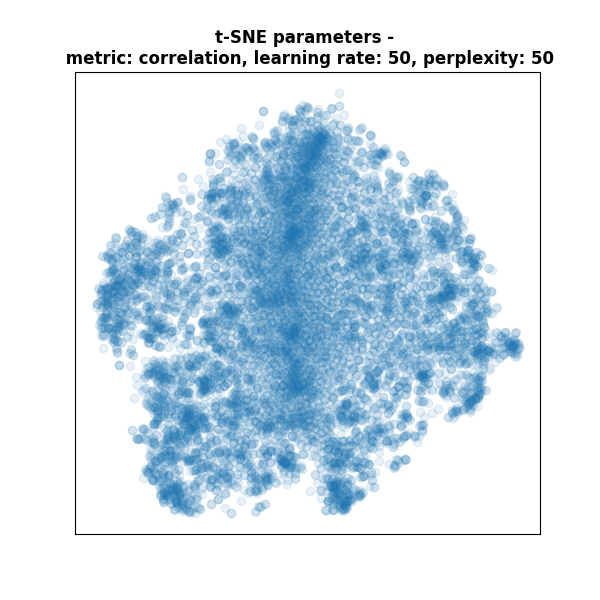 t-SNE parameters -
metric: correlation, learning rate: 50, perplexity: 50